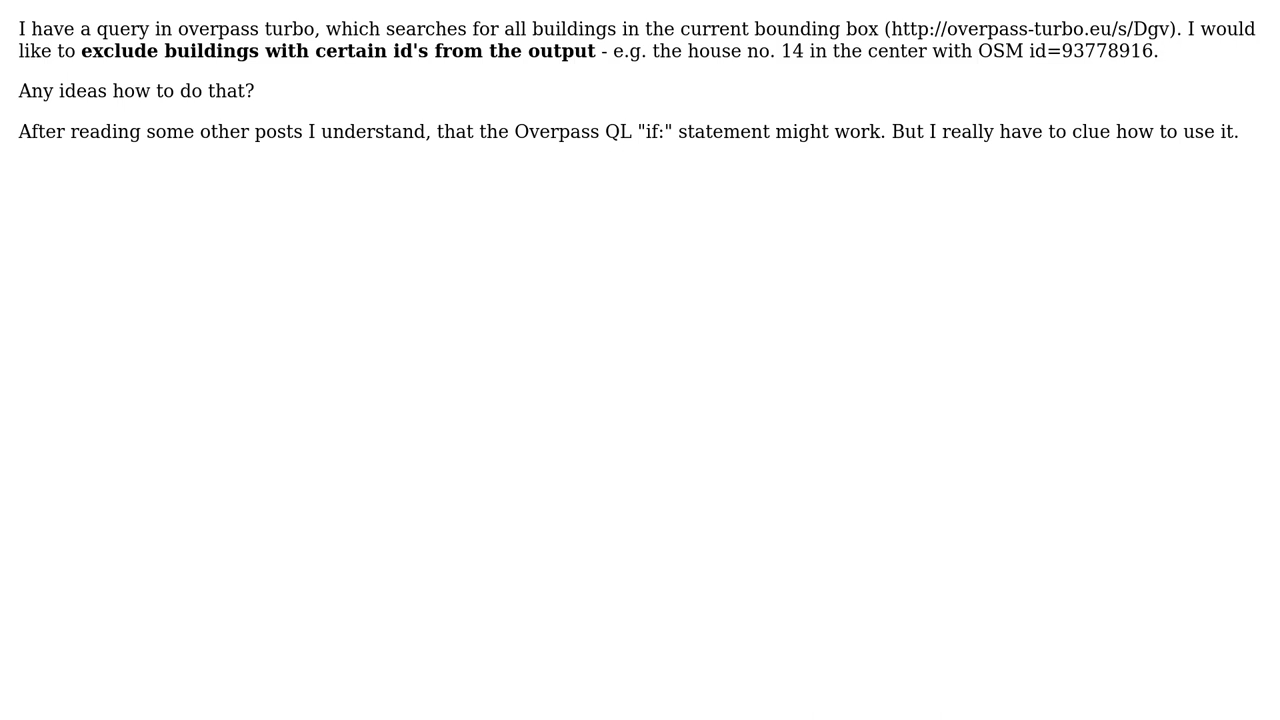 I have a query in overpass turbo, which searches for all buildings in the current bounding box (http://overpass-turbo.eu/s/Dgv). I would
like to exclude buildings with certain id's from the output - e.g. the house no. 14 in the center with OSM id=93778916.
Any ideas how to do that?
After reading some other posts I understand, that the Overpass QL "if:" statement might work. But I really have to clue how to use it.